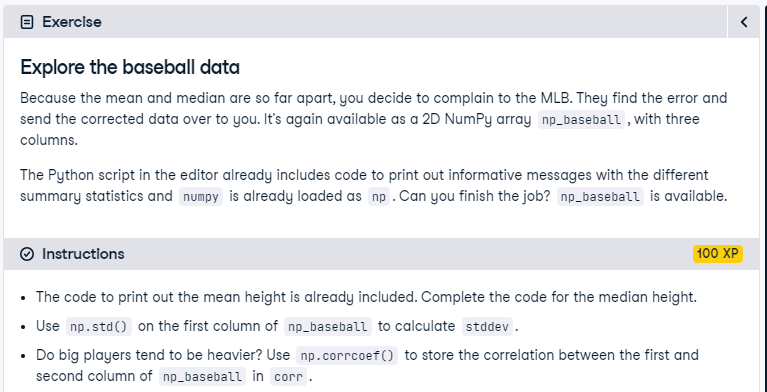 Exercise
Explore the baseball data
Because the mean and median are so far apart, you decide to complain to the MLB. They find the error and
send the corrected data over to you. It's again available as a 2D NumPy array np_baseball, with three
columns.
The Python script in the editor already includes code to print out informative messages with the different
summary statistics and numpy is already loaded as np. Can you finish the job? np_baseball is available.
Instructions
100 XP
• The code to print out the mean height is already included. Complete the code for the median height.
• Use np.std() on the first column of np_baseball to calculate stddev.
• Do big players tend to be heavier? Use np.corrcoef() to store the correlation between the first and
second column of np_baseball in corr.